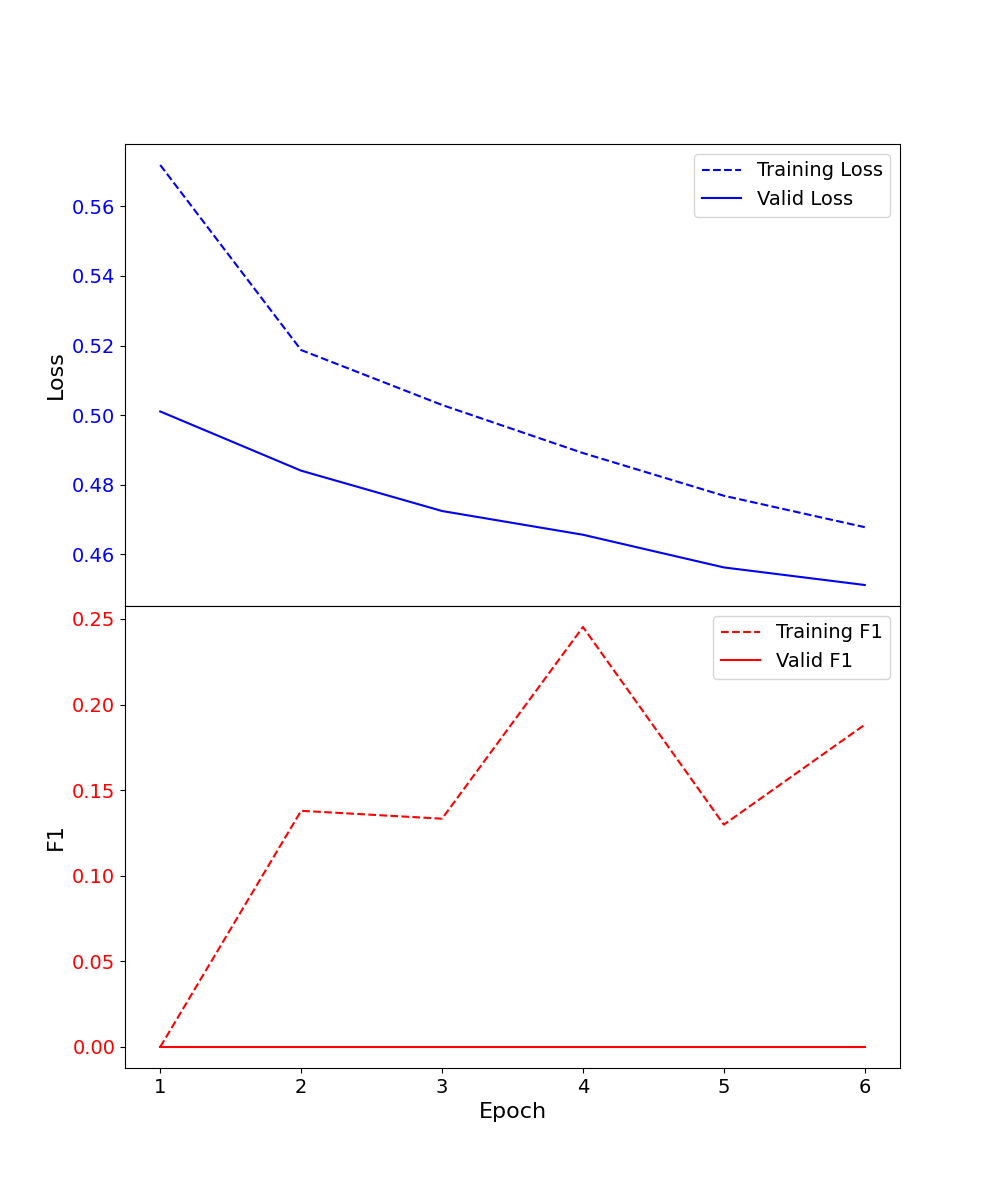 Training Loss
Valid Loss
0.56
0.54
0.52
0.50
0.48
0.46
Loss
Training F1
Valid F1
0.25
0.20
0.15
0.10
0.05
0.00
F1
1 2 3 4 5 6
Epoch